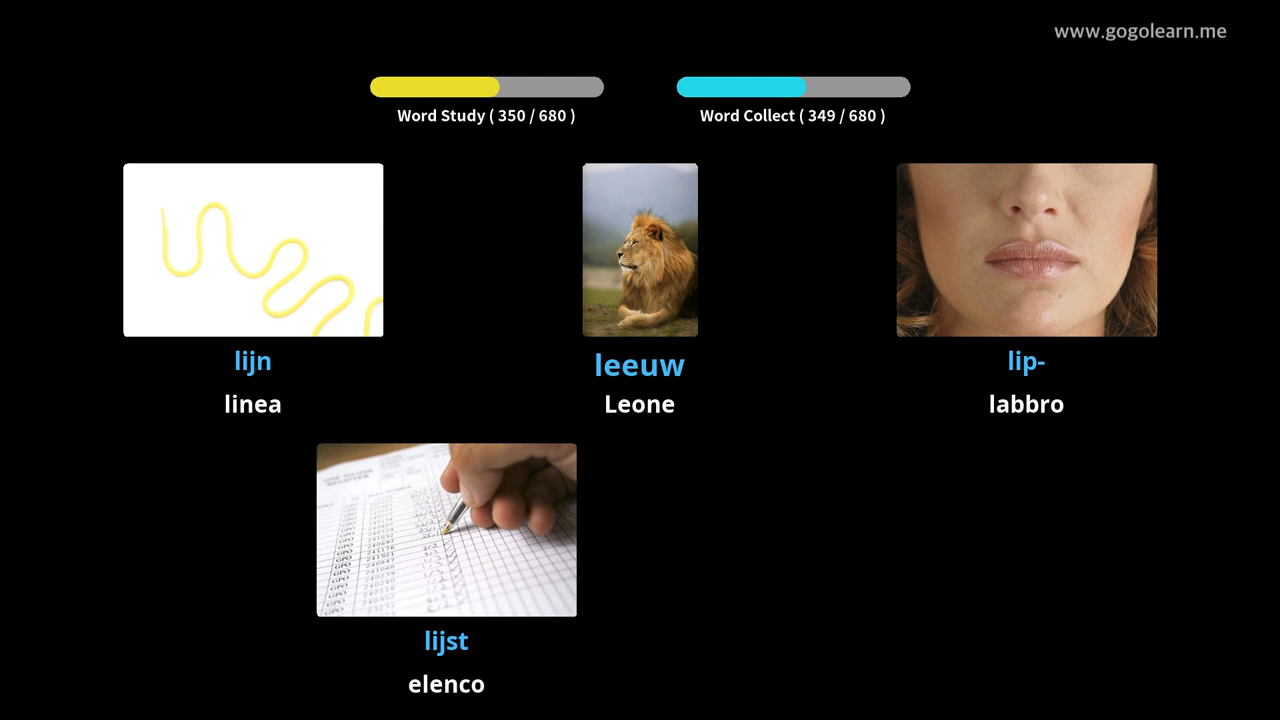 www.gogolearn.me
Word Study ( 350 / 680 )
Word Collect ( 349 / 680 )
lijn
linea
leeuw
Leone
lip-
labbro
lijst
elenco